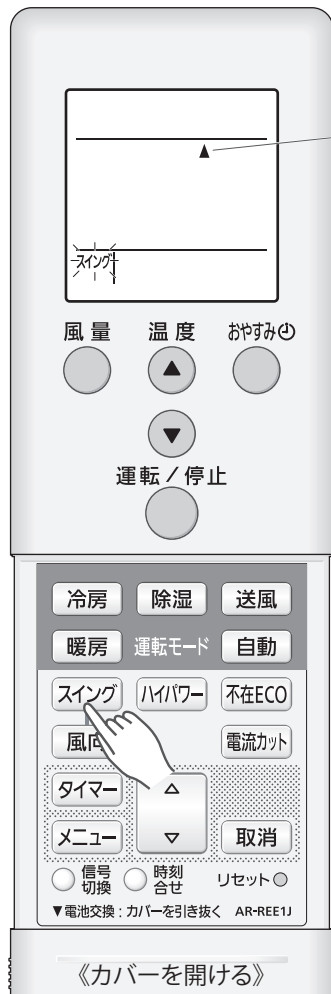 スイング
風量 温度 おやすみ
運転／停止
冷房 除湿 送風
暖房 運転モード 自動
スイング ハイパワー 不在ECO
風向 電流カット
タイマー
メニュー 取消
信号切換 時刻合せ リセット
▼電池交換：カバーを引き抜く AR-REE1J
《カバーを開ける》